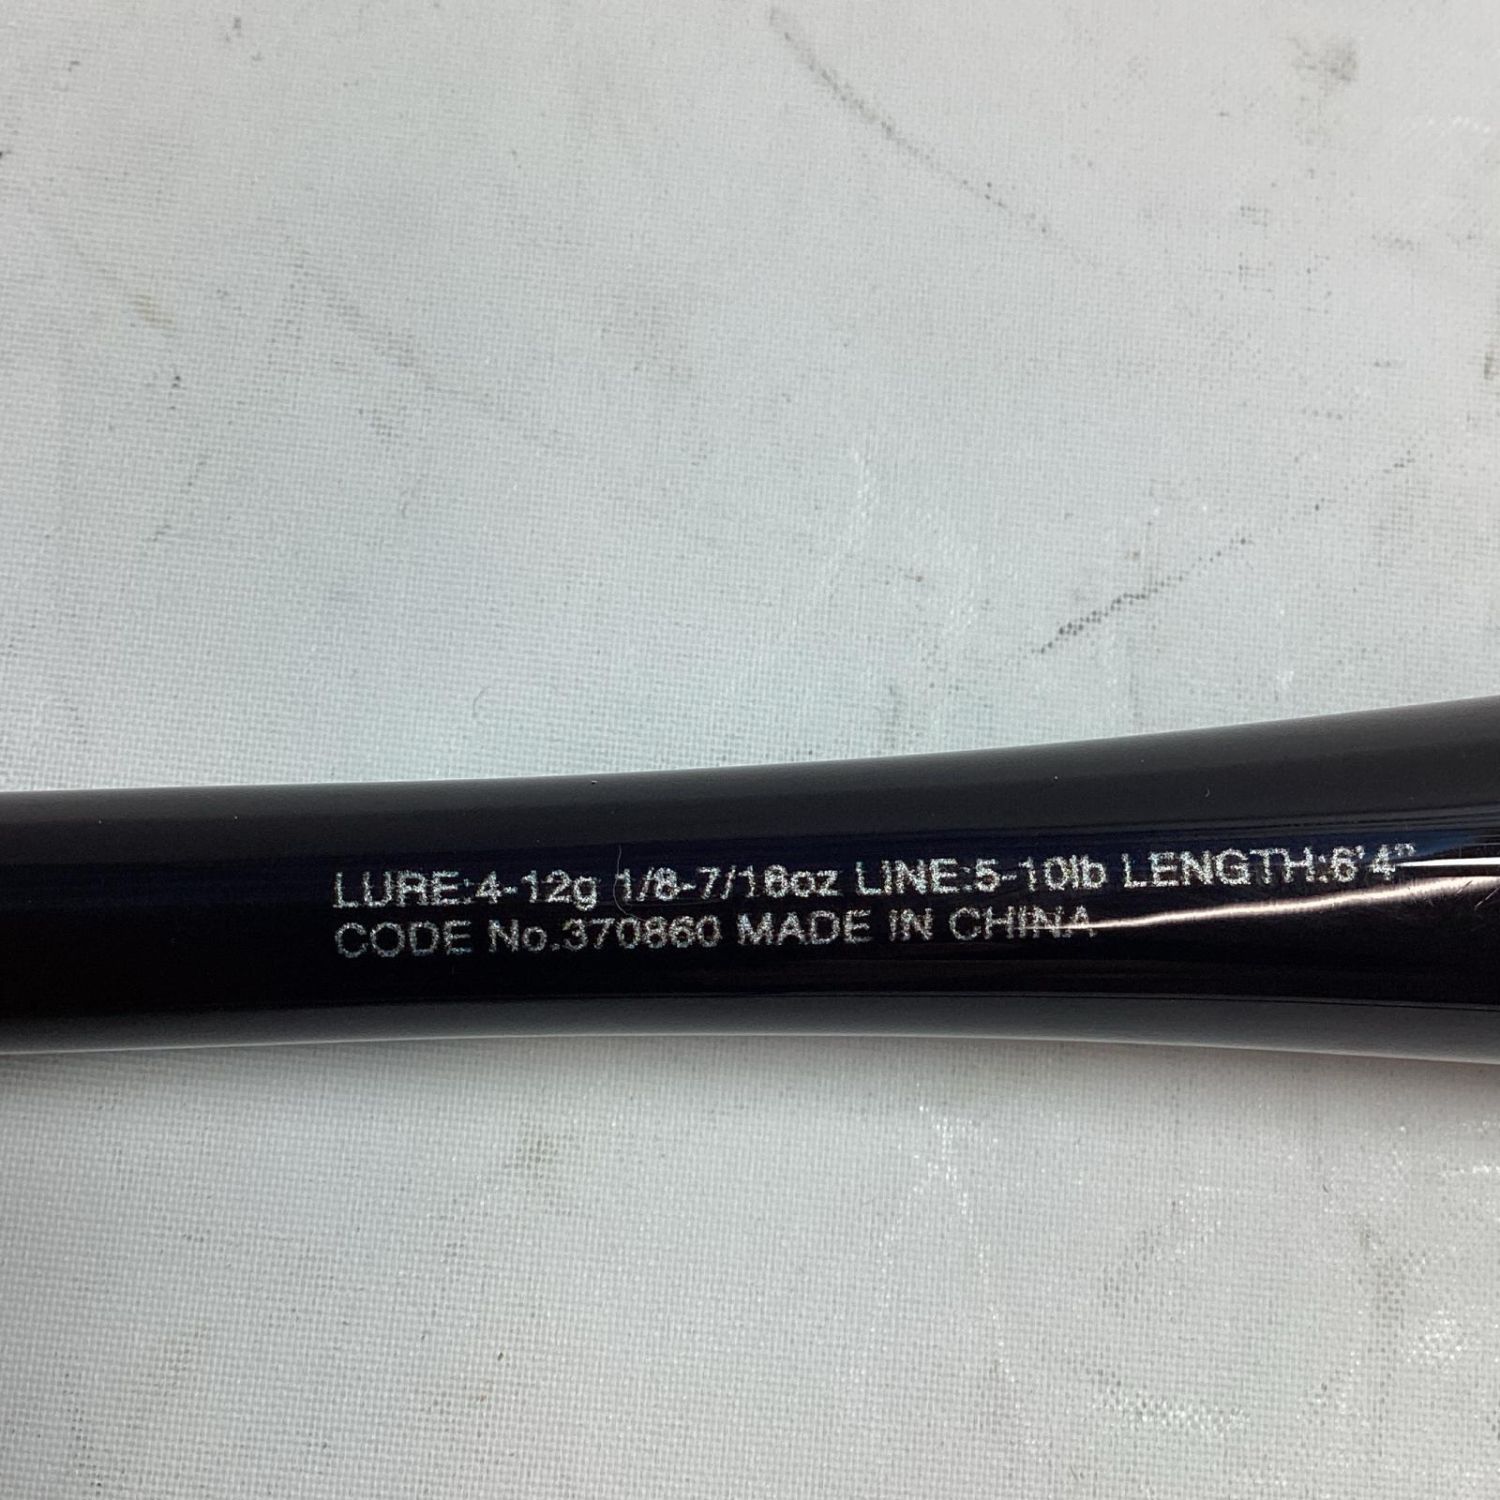 LURE:4-12g 1/8-7/16oz LINE:5-10lb LENGTH:6'4"
CODE No.370860 MADE IN CHINA